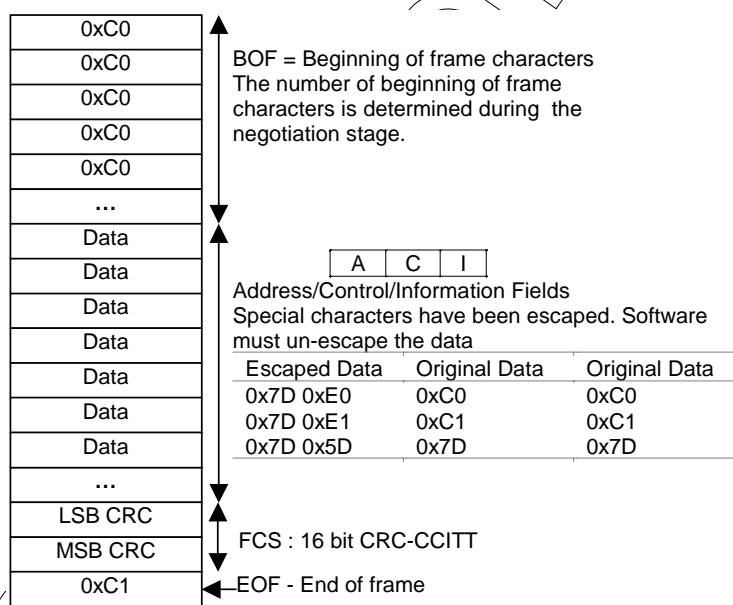 0xC0
0xC0
0xC0
0xC0
0xC0
...
Data
Data
Data
Data
Data
Data
Data
...
LSB CRC
MSB CRC
0xC1
BOF = Beginning of frame characters
The number of beginning of frame
characters is determined during the
negotiation stage.
A C I
Address/Control/Information Fields
Special characters have been escaped. Software
must un-escape the data
Escaped Data Original Data Original Data
0x7D 0xE0 0xC0 0xC0
0x7D 0xE1 0xC1 0xC1
0x7D 0x5D 0x7D 0x7D
FCS : 16 bit CRC-CCITT
EOF - End of frame